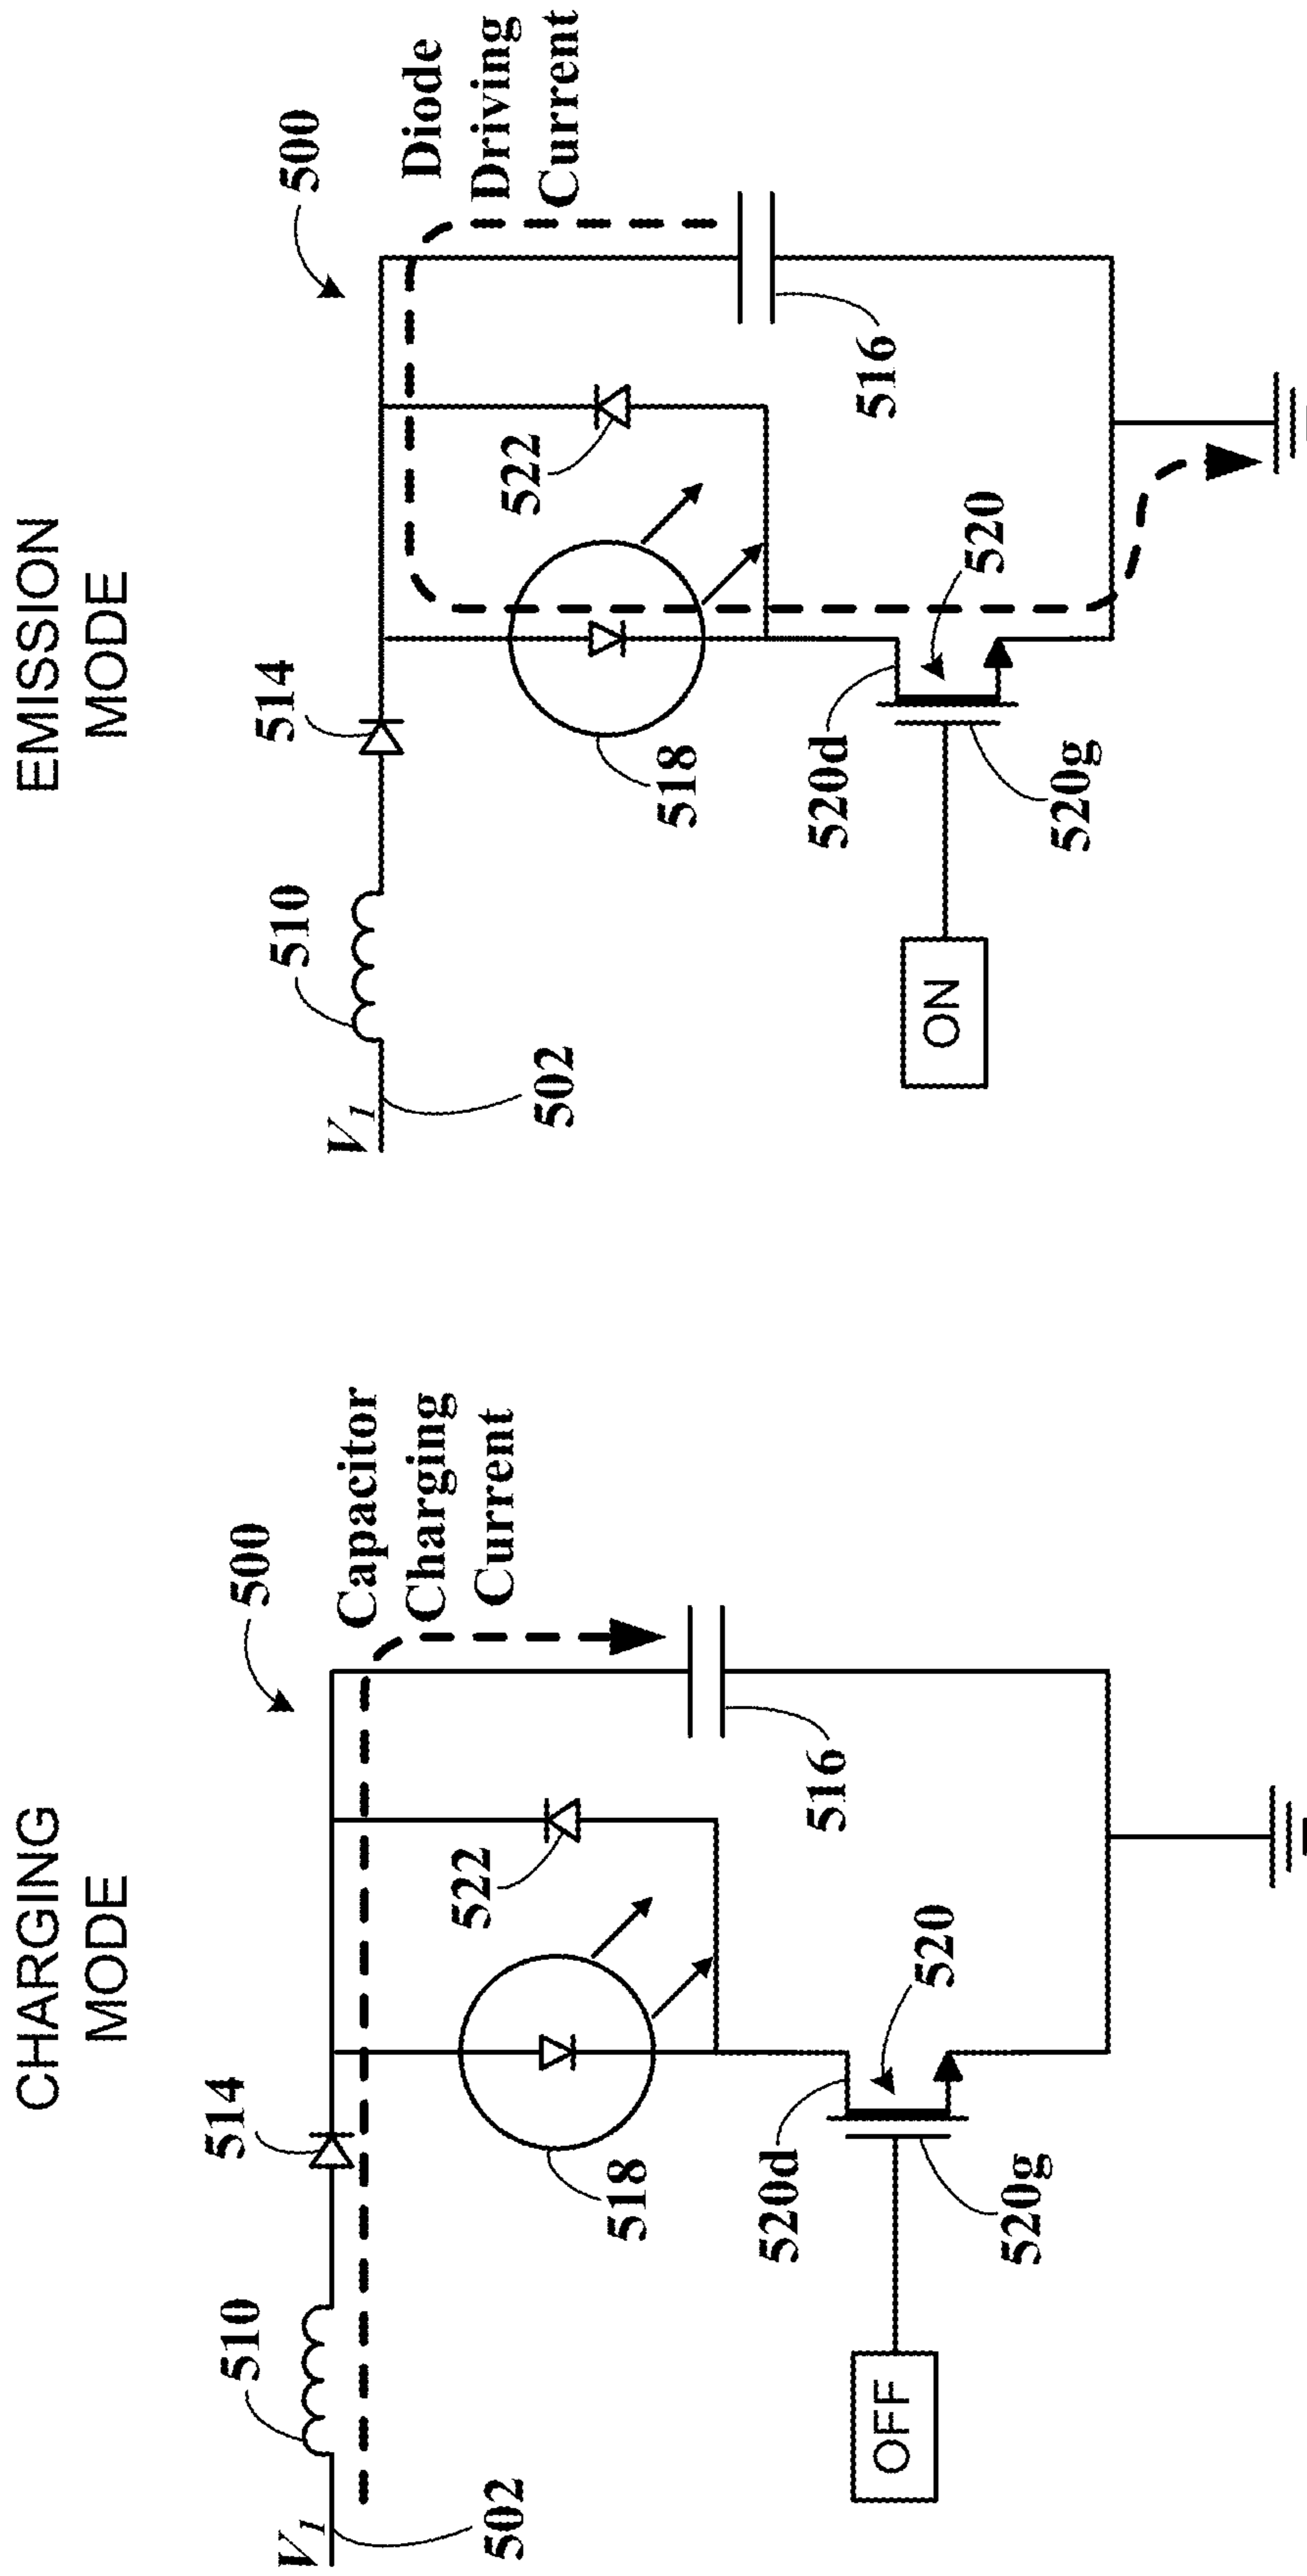 CHARGING
MODE
500
514
510
V1
502
Capacitor
Charging
Current
522
518
516
520
520d
520g
OFF
EMISSION
MODE
500
514
510
V1
502
Diode
Driving
Current
522
518
516
520
520d
520g
ON